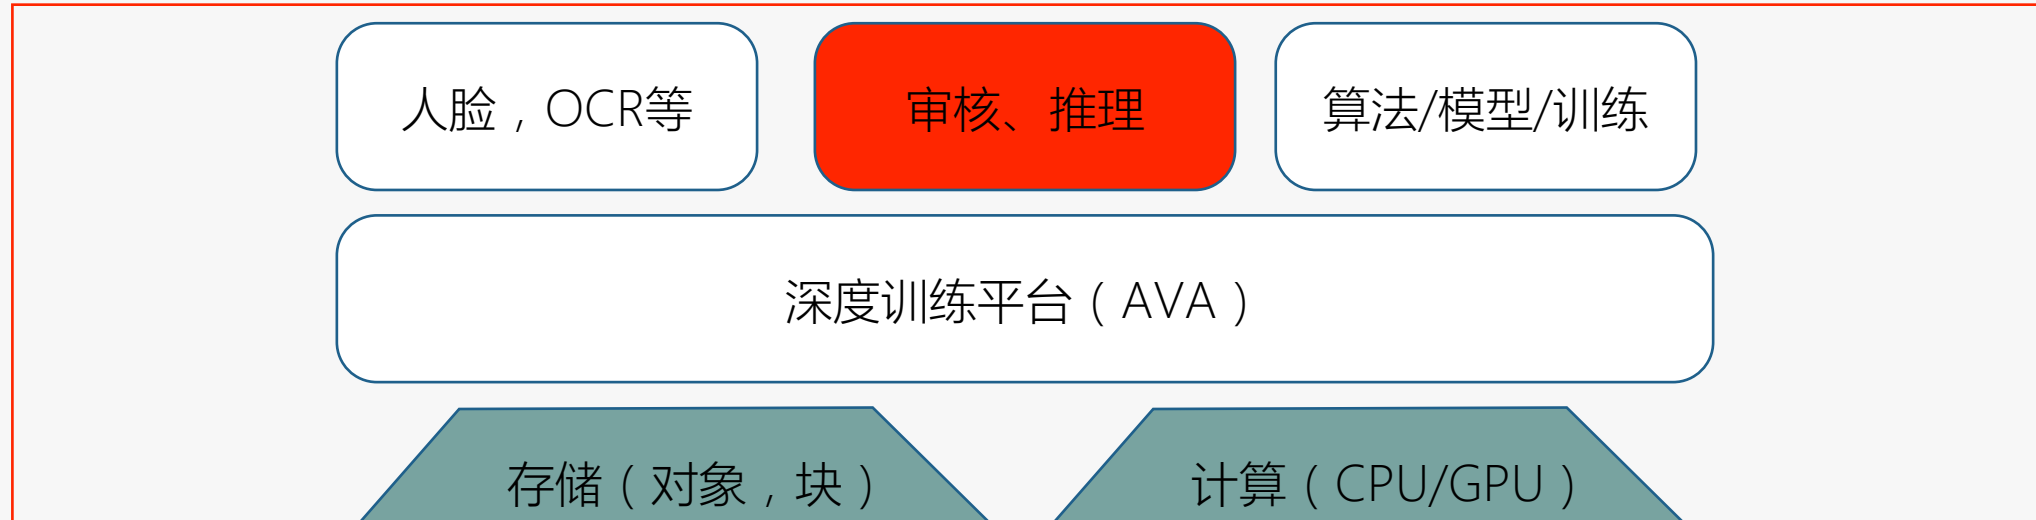 人脸，OCR等
审核、推理
算法/模型/训练
深度训练平台（AVA）
存储（对象，块）
计算（CPU/GPU）